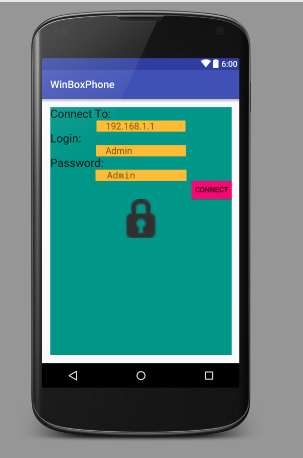 6:00
WinBoxPhone
Connect To:
192.168.1.1
Login:
Admin
Password:
Admin
CONNECT